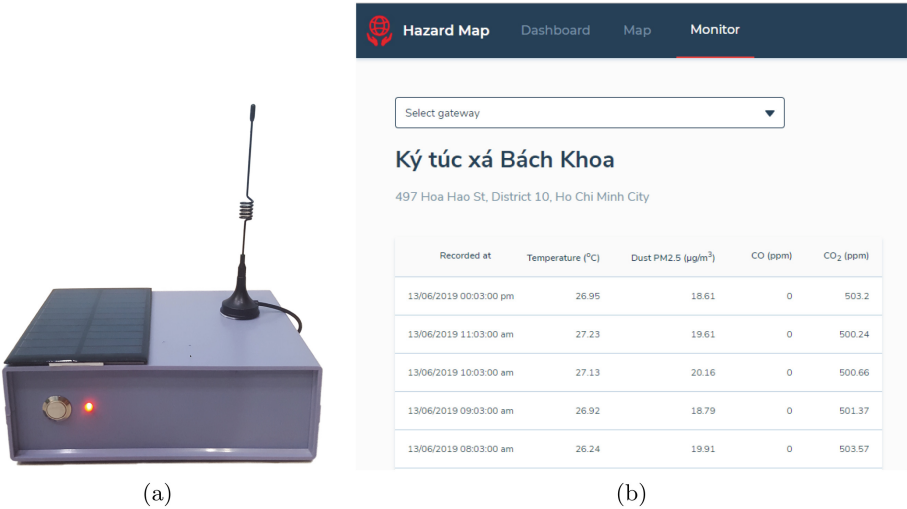 Hazard Map Dashboard Map Monitor
Select gateway
Ký túc xá Bách Khoa
497 Hoa Hao St, District 10, Ho Chi Minh City
Recorded at Temperature (⁰C) Dust PM2.5 (µg/m³) CO (ppm) CO₂ (ppm)
13/06/2019 00:03:00 pm 26.95 18.61 0 503.2
13/06/2019 11:03:00 am 27.23 19.61 0 500.24
13/06/2019 10:03:00 am 27.13 20.16 0 500.66
13/06/2019 09:03:00 am 26.92 18.79 0 501.37
13/06/2019 08:03:00 am 26.24 19.91 0 503.57
(a) (b)